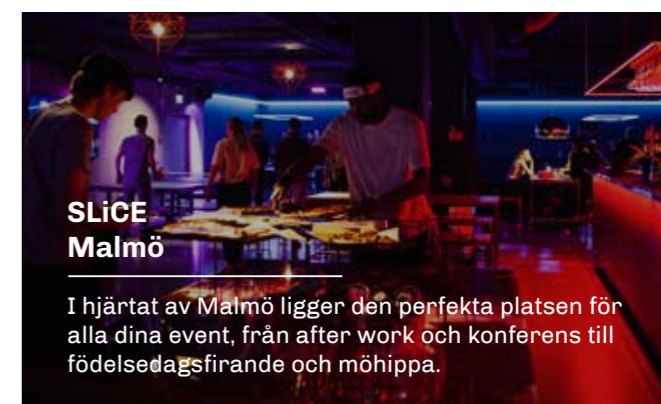 SLiCE
Malmö
I hjärtat av Malmö ligger den perfekta platsen för
alla dina event, från after work och konferens till
födelsedagsfirande och möhippa.